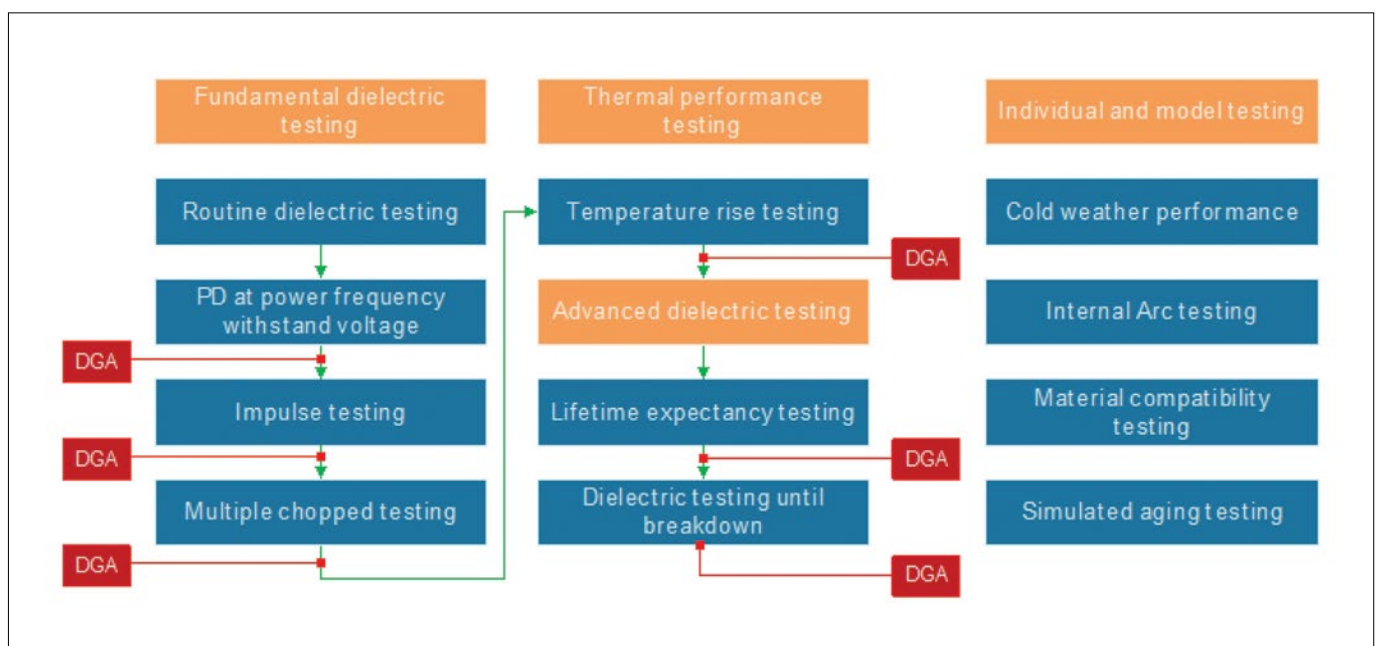 Fundamental dielectric
testing
Routine dielectric testing
PD at power frequency
withstand voltage
DGA
Impulse testing
DGA
Multiple chopped testing
DGA
Thermal performance
testing
Temperature rise testing
DGA
Advanced dielectric testing
Lifetime expectancy testing
DGA
Dielectric testing until
breakdown
DGA
Individual and model testing
Cold weather performance
Internal Arc testing
Material compatibility
testing
Simulated aging testing